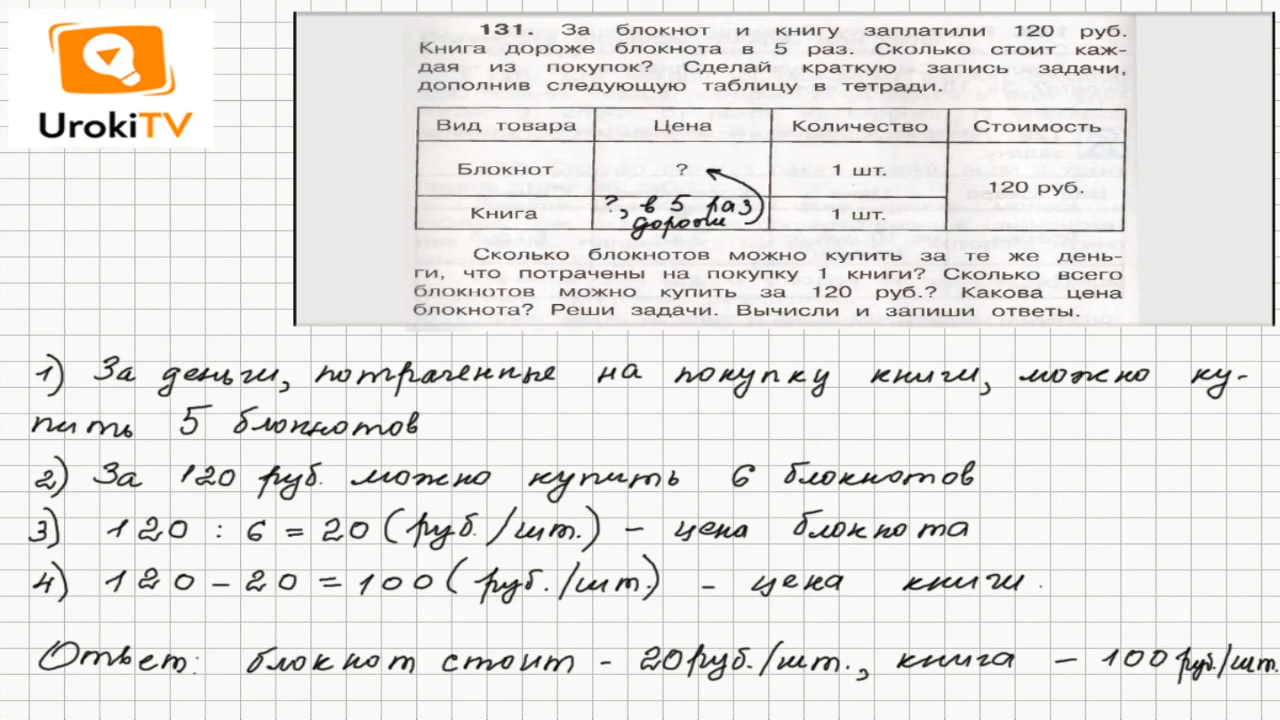 UrokiTV
131. За блокнот и книгу заплатили 120 руб.
Книга дороже блокнота в 5 раз. Сколько стоит каж-
дая из покупок? Сделай краткую запись задачи,
дополнив следующую таблицу в тетради.
Вид товара Цена Количество Стоимость
Блокнот ? 1 шт. 120 руб.
Книга ?, в 5 раз дороже 1 шт.
Сколько блокнотов можно купить за те же день-
ги, что потрачены на покупку 1 книги? Сколько всего
блокнотов можно купить за 120 руб.? Какова цена
блокнота? Реши задачи. Вычисли и запиши ответы.
1) За деньги, потраченные на покупку книги, можно ку-
пить 5 блокнотов
2) За 120 руб. можно купить 6 блокнотов
3) 120 : 6 = 20 (руб./шт.) – цена блокнота
4) 120 – 20 = 100 (руб./шт.) – цена книги.
Ответ: блокнот стоит - 20 руб./шт., книга – 100 руб./шт.